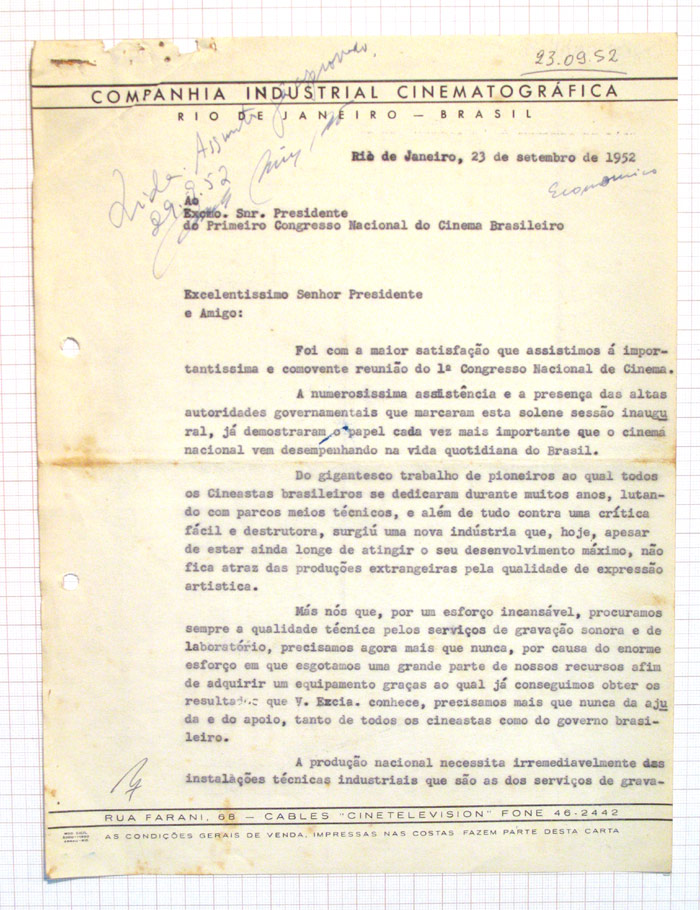 23.09.52
COMPANHIA INDUSTRIAL CINEMATOGRÁFICA
RIO DE JANEIRO — BRASIL
Lida. Assunto aprovado.
29.9.52
Rio de Janeiro, 23 de setembro de 1952
Economico
Ao
Excmo. Snr. Presidente
do Primeiro Congresso Nacional do Cinema Brasileiro
Excelentissimo Senhor Presidente
e Amigo:
Foi com a maior satisfação que assistimos á impor-
tantissima e comovente reunião do 1º Congresso Nacional de Cinema.
A numerosissima assistência e a presença das altas
autoridades governamentais que marcaram esta solene sessão inaugu
ral, já demostraram o papel cada vez mais importante que o cinema
nacional vem desempenhando na vida quotidiana do Brasil.
Do gigantesco trabalho de pioneiros ao qual todos
os Cineastas brasileiros se dedicaram durante muitos anos, lutan-
do com parcos meios técnicos, e além de tudo contra uma crítica
fácil e destrutora, surgiú uma nova indústria que, hoje, apesar
de estar ainda longe de atingir o seu desenvolvimento máximo, não
fica atraz das produções extrangeiras pela qualidade de expressão
artistica.
Más nós que, por um esforço incansável, procuramos
sempre a qualidade técnica pelos serviços de gravação sonora e de
laboratório, precisamos agora mais que nunca, por causa do enorme
esforço em que esgotamos uma grande parte de nossos recursos afim
de adquirir um equipamento graças ao qual já conseguimos obter os
resultados que V. Excia. conhece, precisamos mais que nunca da aju
da e do apoio, tanto de todos os cineastas como do governo brasi-
leiro.
A produção nacional necessita irremediavelmente das
instalações técnicas industriais que são as dos serviços de grava-
RUA FARANI, 68 — CABLES "CINETELEVISION" FONE 46-2442
AS CONDIÇÕES GERAIS DE VENDA, IMPRESSAS NAS COSTAS FAZEM PARTE DESTA CARTA